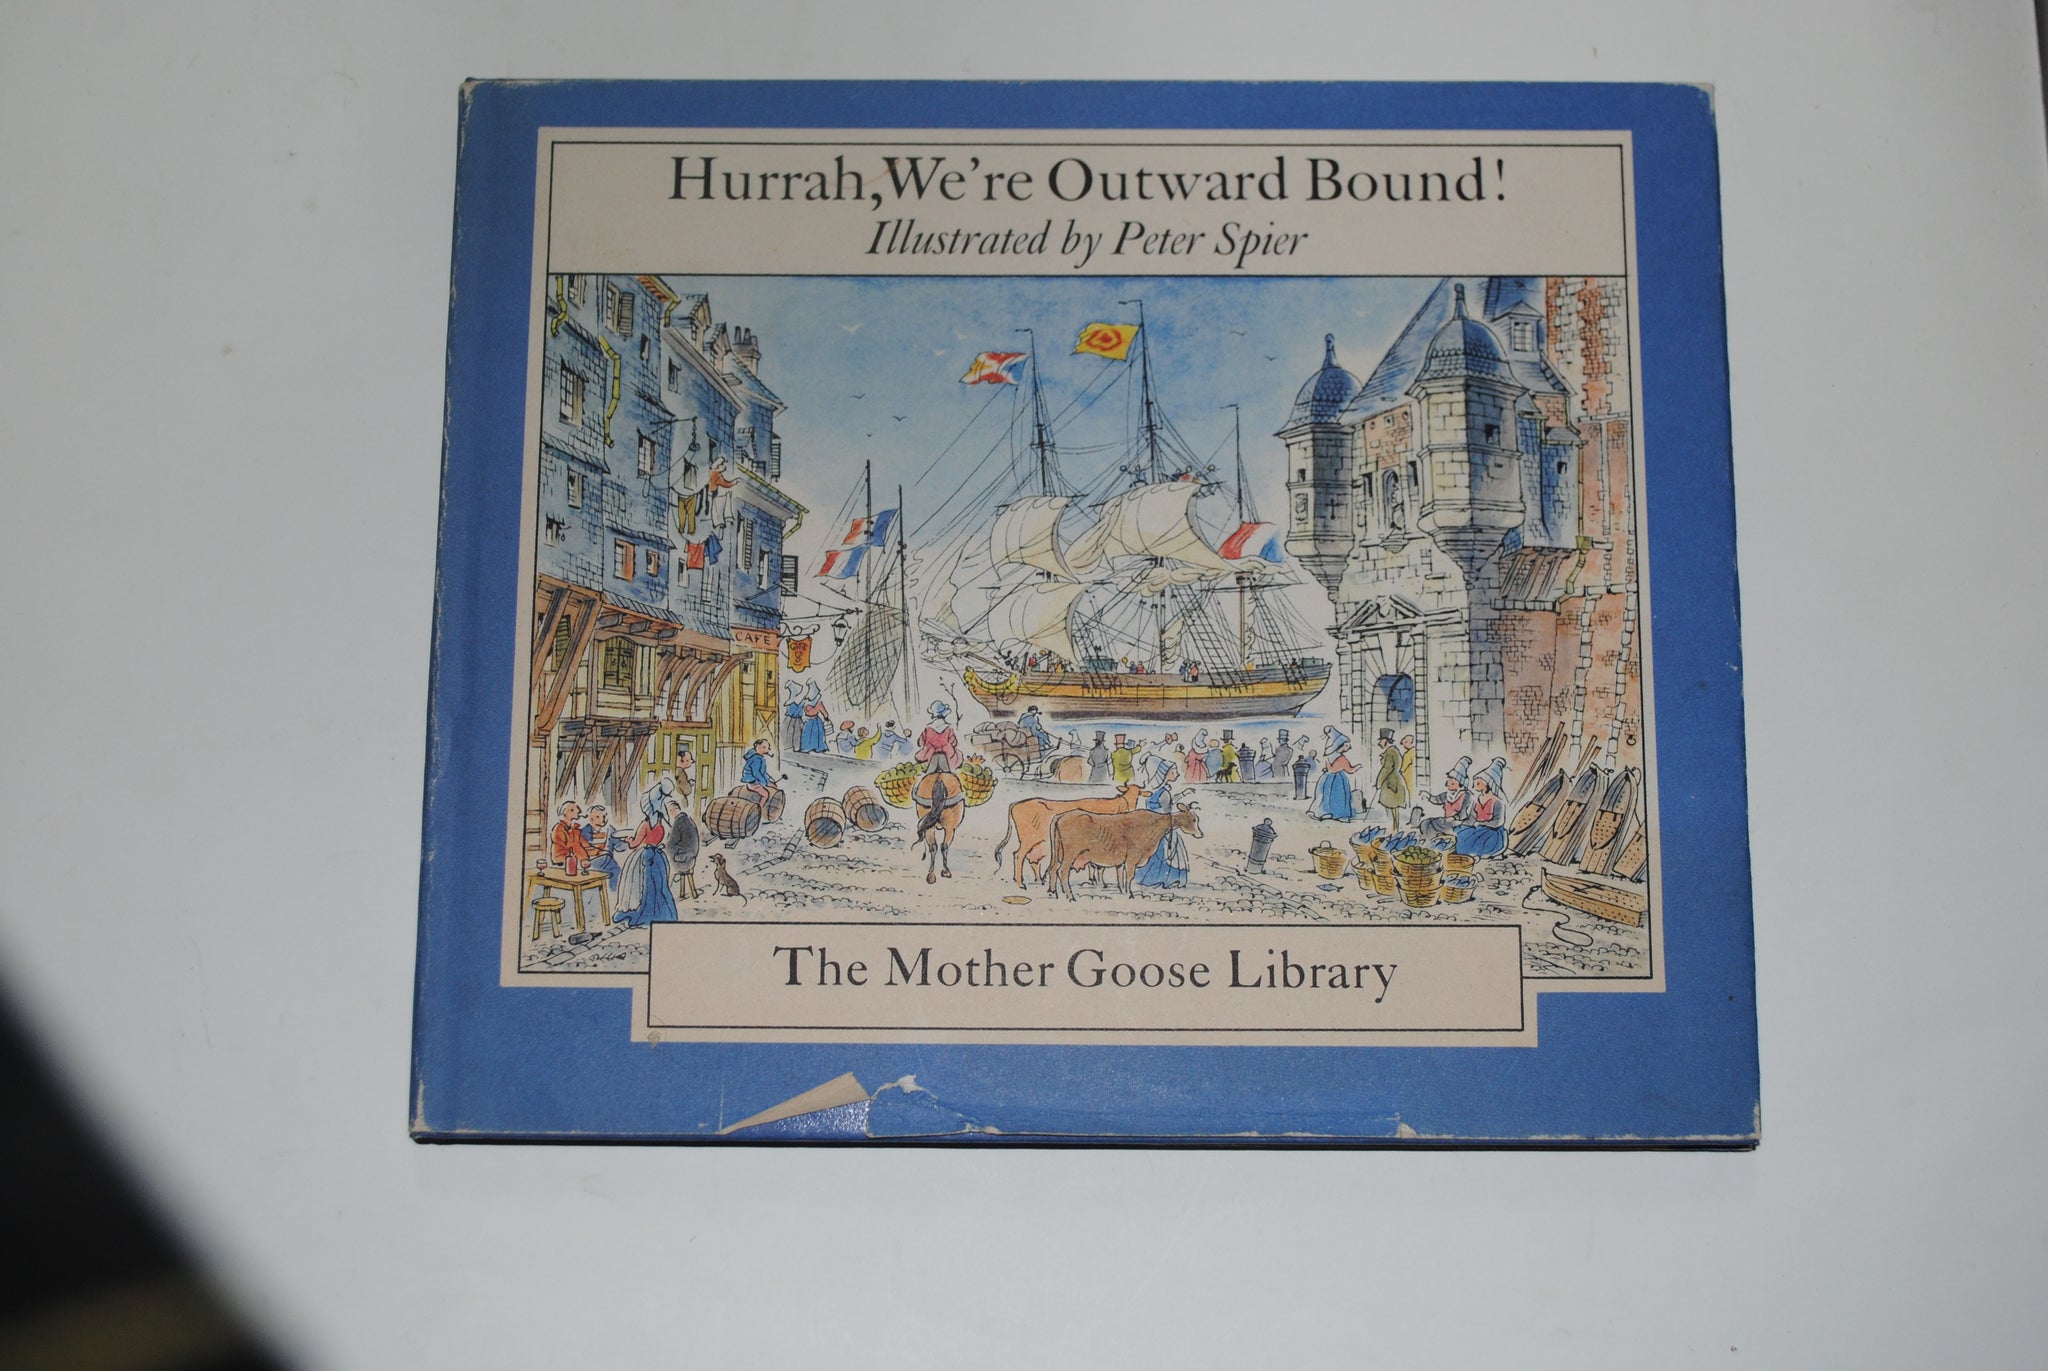 Hurrah, We're Outward Bound!
Illustrated by Peter Spier
CAFE
The Mother Goose Library